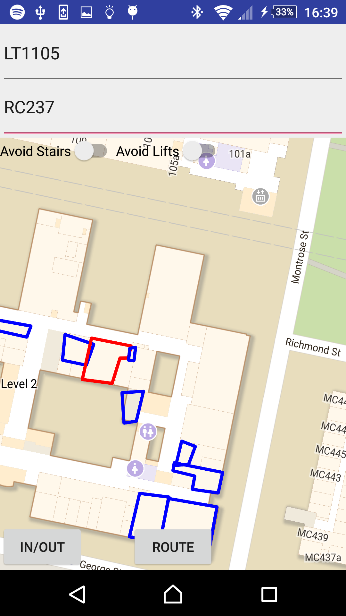 33% 16:39
LT1105
RC237
Avoid Stairs Avoid Lifts
105a
101a
Montrose St
Richmond St
Level 2
MC445
MC443
MC439
MC437a
IN/OUT ROUTE
George